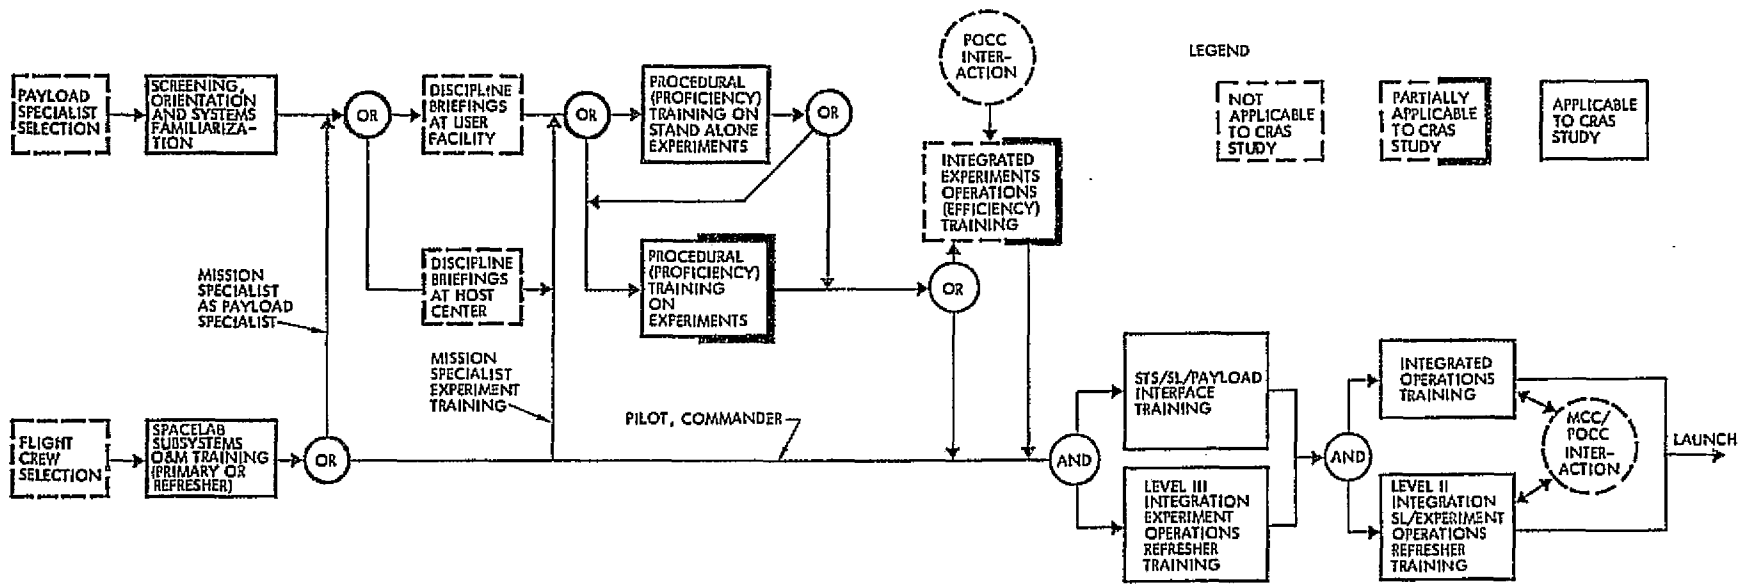 PAYLOAD
SPECIALIST
SELECTION
SCREENING,
ORIENTATION
AND SYSTEMS
FAMILIARIZA-
TION
OR
DISCIPLINE
BRIEFINGS
AT USER
FACILITY
OR
PROCEDURAL
(PROFICIENCY)
TRAINING ON
STAND ALONE
EXPERIMENTS
OR
POCC
INTER-
ACTION
INTEGRATED
EXPERIMENTS
OPERATIONS
(EFFICIENCY)
TRAINING
LEGEND
NOT
APPLICABLE
TO CRAS
STUDY
PARTIALLY
APPLICABLE
TO CRAS
STUDY
APPLICABLE
TO CRAS
STUDY
MISSION
SPECIALIST
AS PAYLOAD
SPECIALIST
DISCIPLINE
BRIEFINGS
AT HOST
CENTER
PROCEDURAL
(PROFICIENCY)
TRAINING
ON
EXPERIMENTS
OR
MISSION
SPECIALIST
EXPERIMENT
TRAINING
PILOT, COMMANDER
FLIGHT
CREW
SELECTION
SPACELAB
SUBSYSTEMS
O&M TRAINING
(PRIMARY OR
REFRESHER)
OR
AND
STS/SL/PAYLOAD
INTERFACE
TRAINING
LEVEL III
INTEGRATION
EXPERIMENT
OPERATIONS
REFRESHER
TRAINING
AND
INTEGRATED
OPERATIONS
TRAINING
MCC/
POCC
INTER-
ACTION
LEVEL II
INTEGRATION
SL/EXPERIMENT
OPERATIONS
REFRESHER
TRAINING
LAUNCH